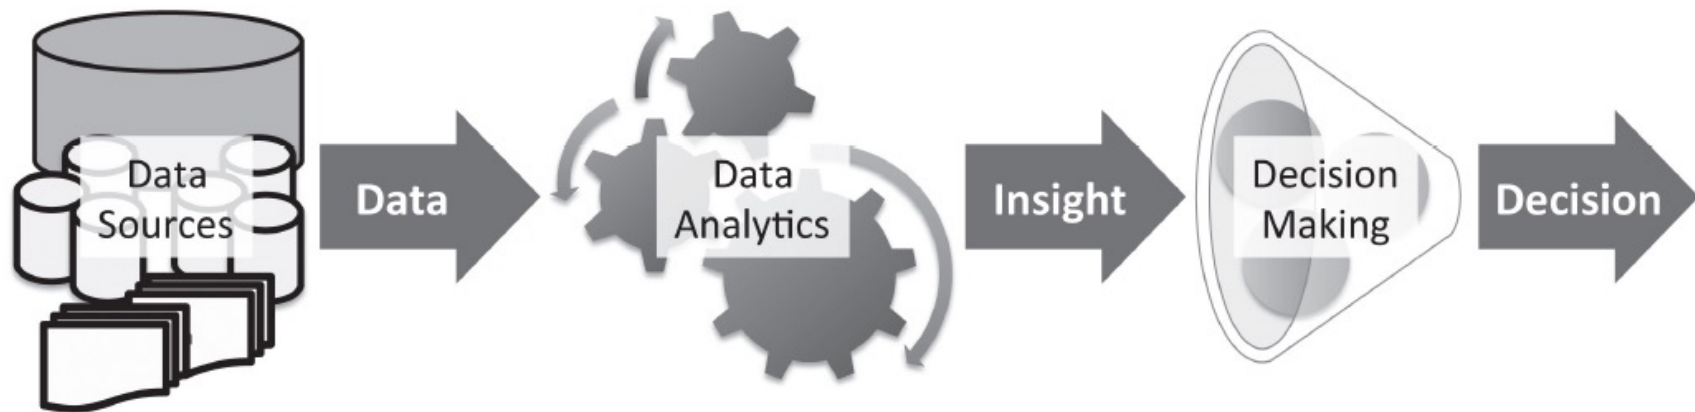 Data
Sources
Data
Data
Analytics
Insight
Decision
Making
Decision